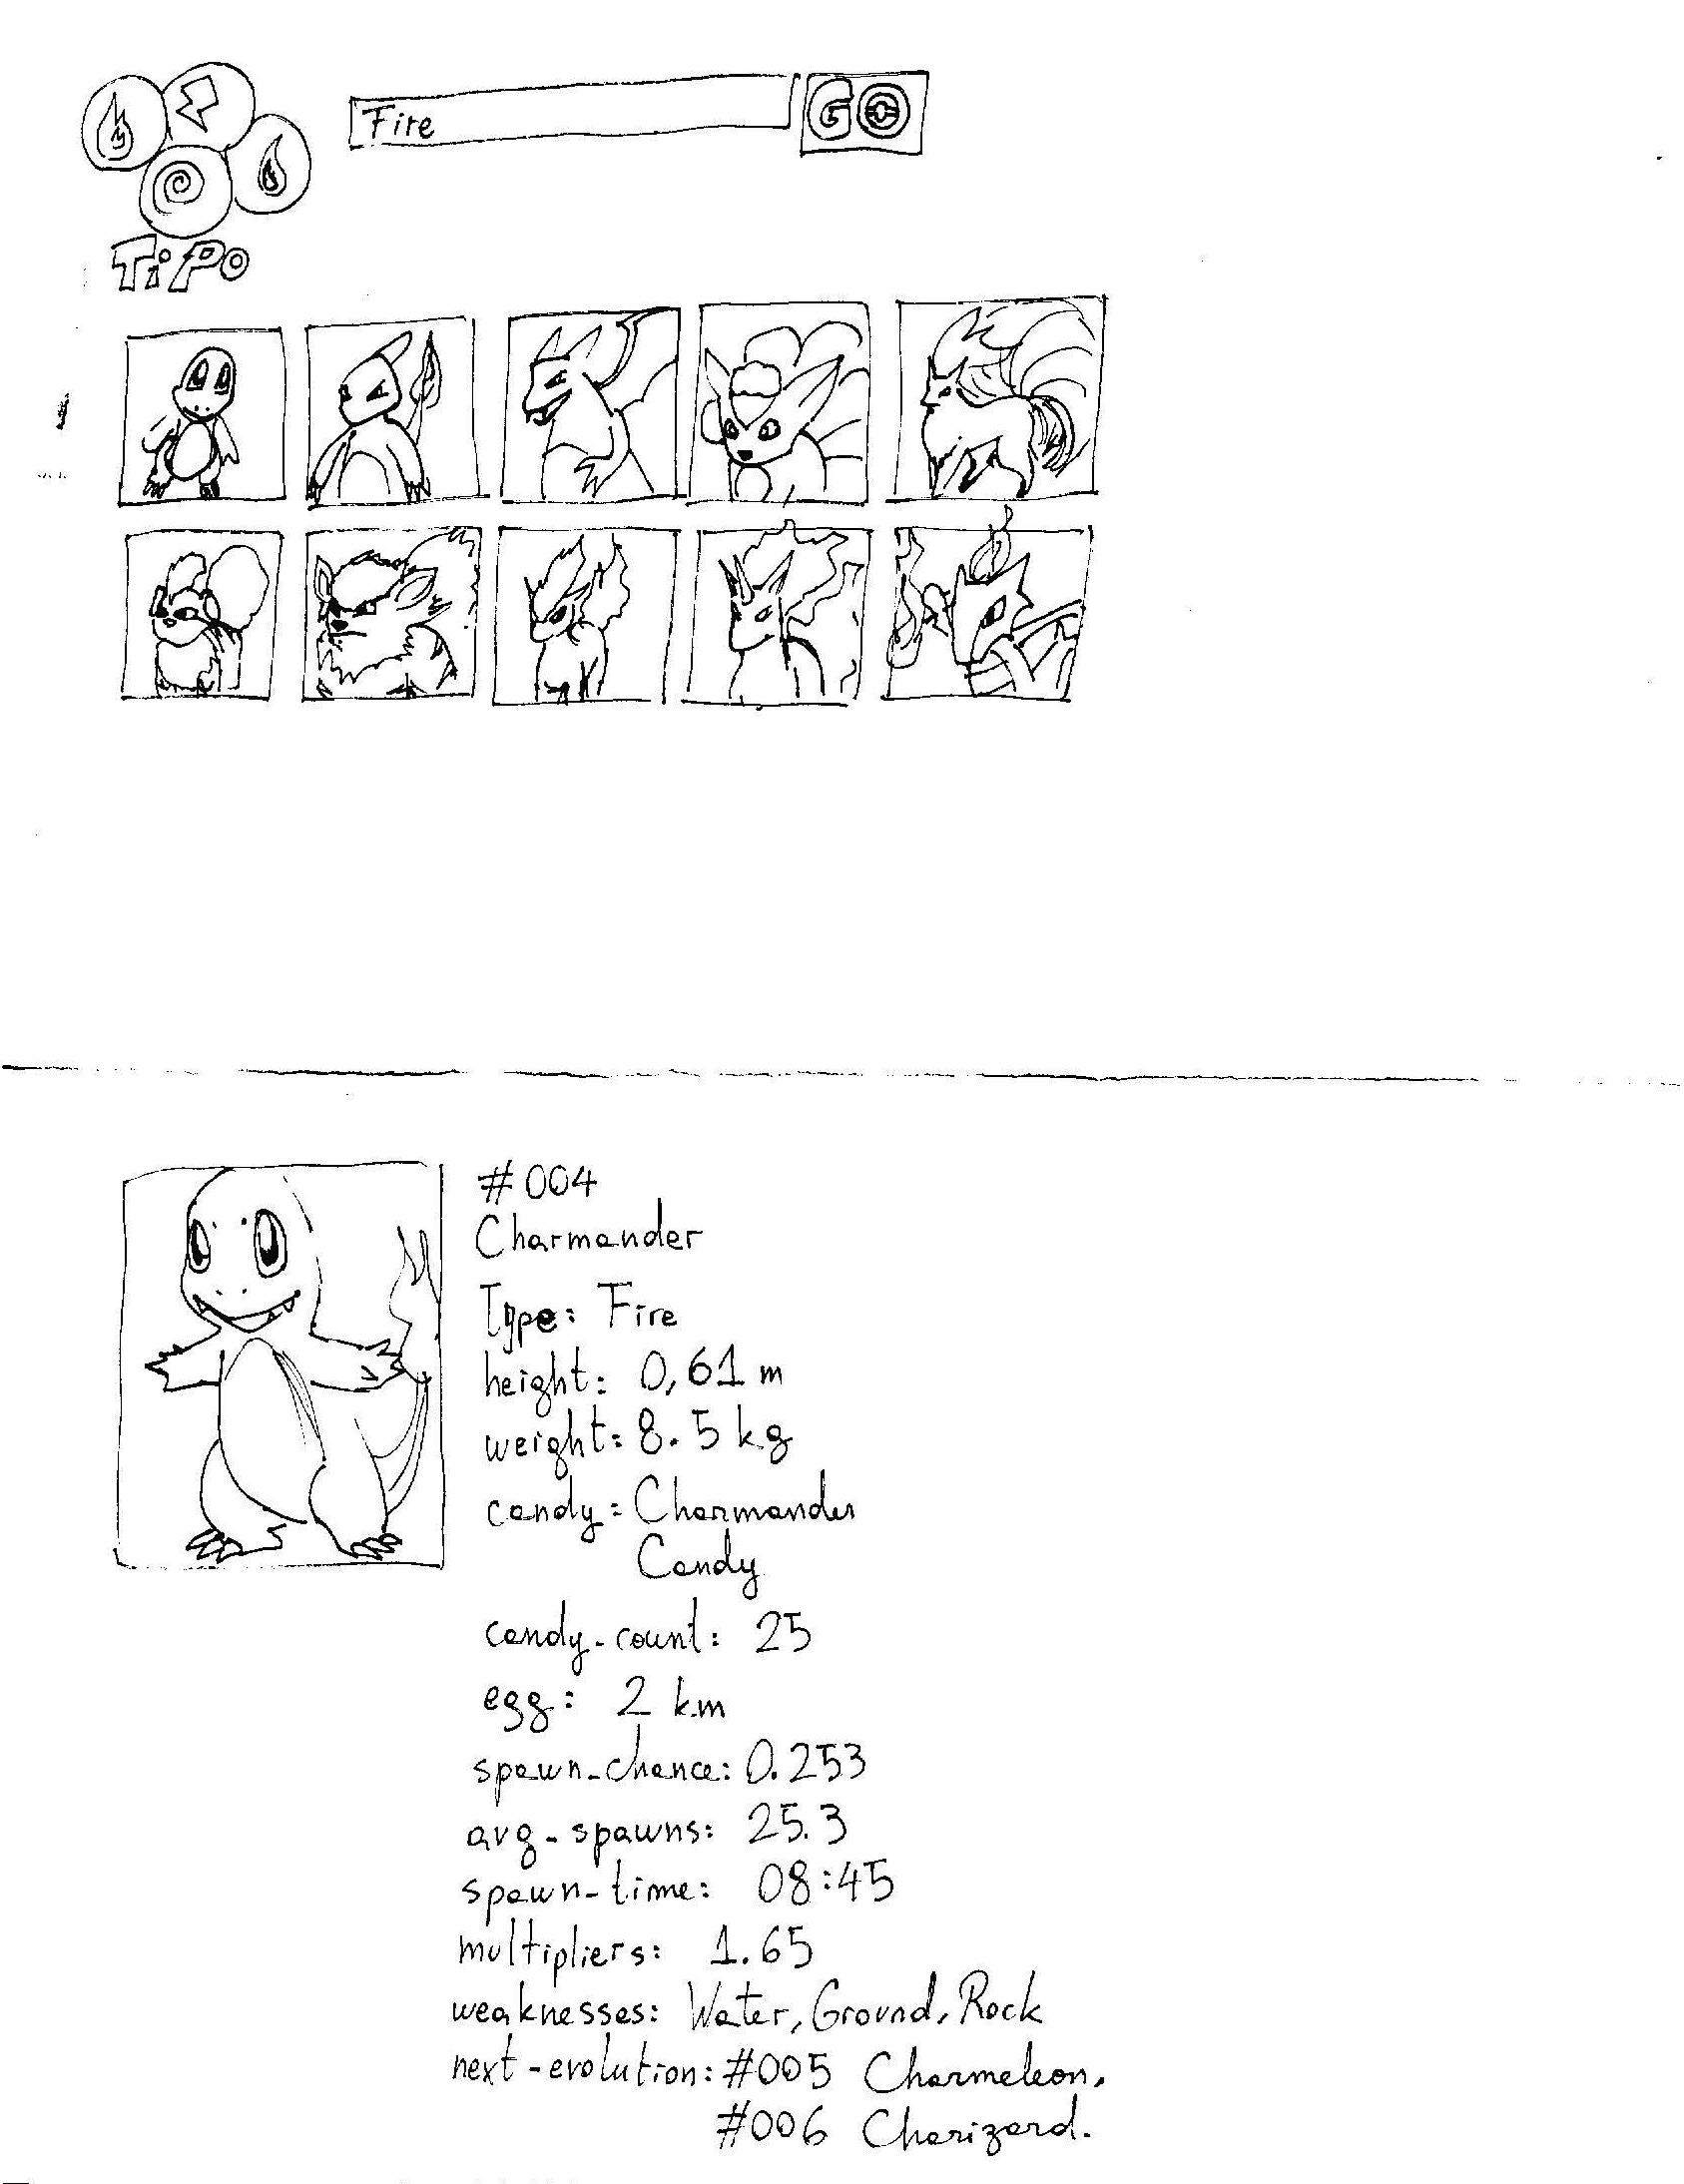 Fire
GO
TiPo
#004
Charmander
Type: Fire
height: 0,61 m
weight: 8.5 kg
candy: Charmander
Candy
candy-count: 25
egg: 2 km
spawn-chance: 0.253
avg-spawns: 25.3
spawn-time: 08:45
multipliers: 1.65
weaknesses: Water, Ground, Rock
next-evolution: #005 Charmeleon,
#006 Charizard.